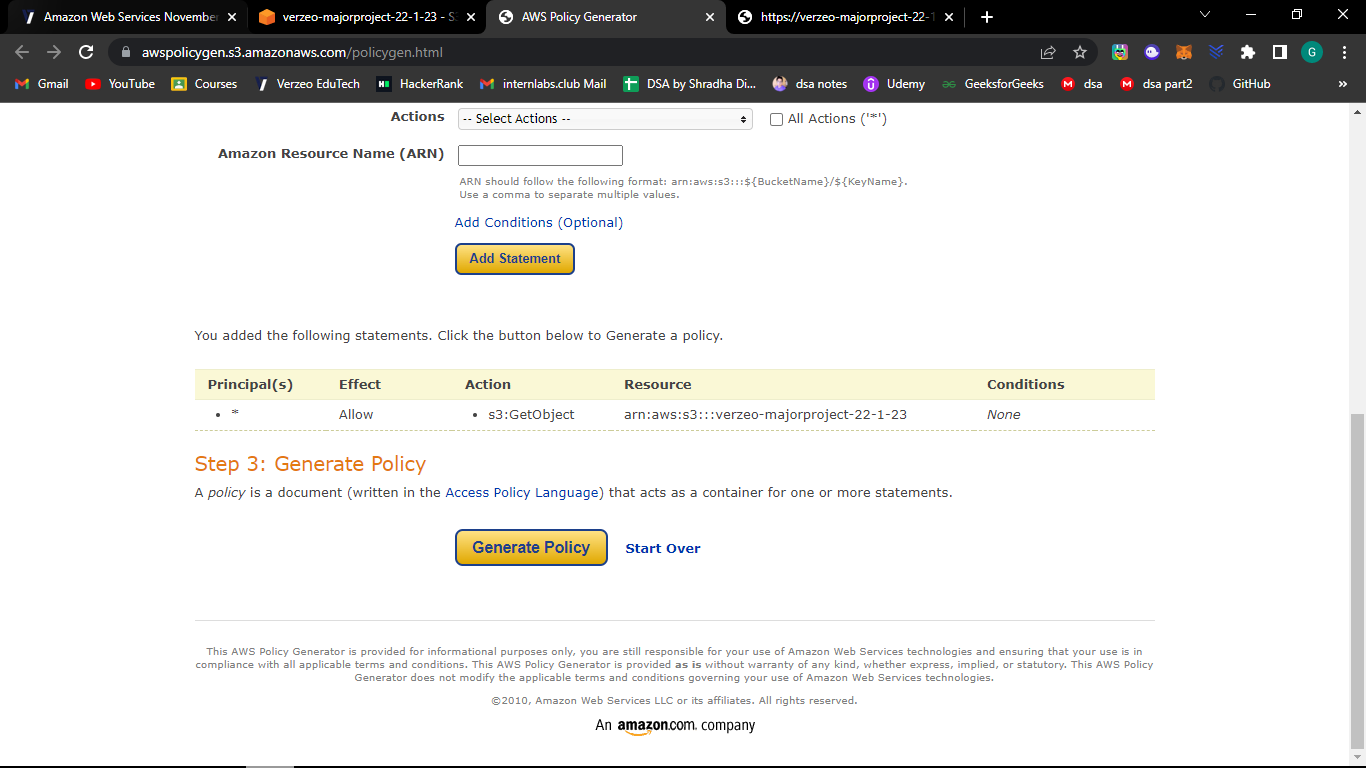 Amazon Web Services November
verzeo-majorproject-22-1-23 - S3
AWS Policy Generator
https://verzeo-majorproject-22-1
awspolicygen.s3.amazonaws.com/policygen.html
G
Gmail
YouTube
Courses
Verzeo EduTech
HackerRank
internlabs.club Mail
DSA by Shradha Di...
dsa notes
Udemy
GeeksforGeeks
dsa
dsa part2
GitHub
»
Actions -- Select Actions -- All Actions ('*')
Amazon Resource Name (ARN)
ARN should follow the following format: arn:aws:s3:::${BucketName}/${KeyName}.
Use a comma to separate multiple values.
Add Conditions (Optional)
Add Statement
You added the following statements. Click the button below to Generate a policy.
Principal(s) Effect Action Resource Conditions
• * Allow • s3:GetObject arn:aws:s3:::verzeo-majorproject-22-1-23 None
Step 3: Generate Policy
A policy is a document (written in the Access Policy Language) that acts as a container for one or more statements.
Generate Policy Start Over
This AWS Policy Generator is provided for informational purposes only, you are still responsible for your use of Amazon Web Services technologies and ensuring that your use is in
compliance with all applicable terms and conditions. This AWS Policy Generator is provided as is without warranty of any kind, whether express, implied, or statutory. This AWS Policy
Generator does not modify the applicable terms and conditions governing your use of Amazon Web Services technologies.
©2010, Amazon Web Services LLC or its affiliates. All rights reserved.
An amazon.com. company